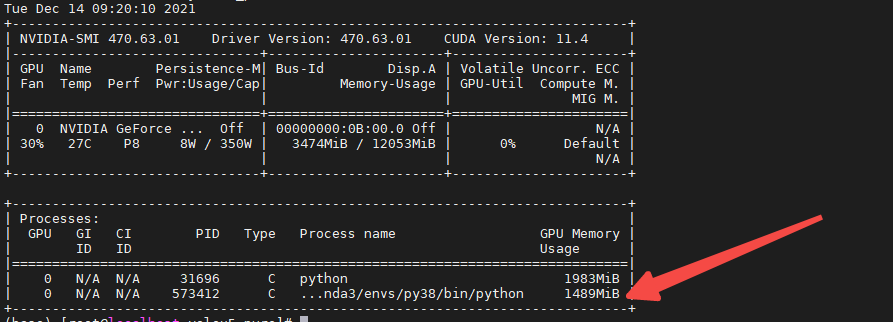 Tue Dec 14 09:20:10 2021
+-----------------------------------------------------------------------------+
| NVIDIA-SMI 470.63.01    Driver Version: 470.63.01    CUDA Version: 11.4     |
|-------------------------------+----------------------+----------------------+
| GPU  Name        Persistence-M| Bus-Id        Disp.A | Volatile Uncorr. ECC |
| Fan  Temp  Perf  Pwr:Usage/Cap|         Memory-Usage | GPU-Util  Compute M. |
|                               |                      |               MIG M. |
|===============================+======================+======================|
|   0  NVIDIA GeForce ...  Off  | 00000000:0B:00.0 Off |                  N/A |
| 30%   27C    P8     8W / 350W |   3474MiB / 12053MiB |      0%      Default |
|                               |                      |                  N/A |
+-------------------------------+----------------------+----------------------+
+-----------------------------------------------------------------------------+
| Processes:                                                                  |
|  GPU   GI   CI        PID   Type   Process name                  GPU Memory |
|        ID   ID                                                   Usage      |
|=============================================================================|
|    0   N/A  N/A     31696      C   python                           1983MiB |
|    0   N/A  N/A    573412      C   ...nda3/envs/py38/bin/python     1489MiB |
+-----------------------------------------------------------------------------+
(base) [root@localhost